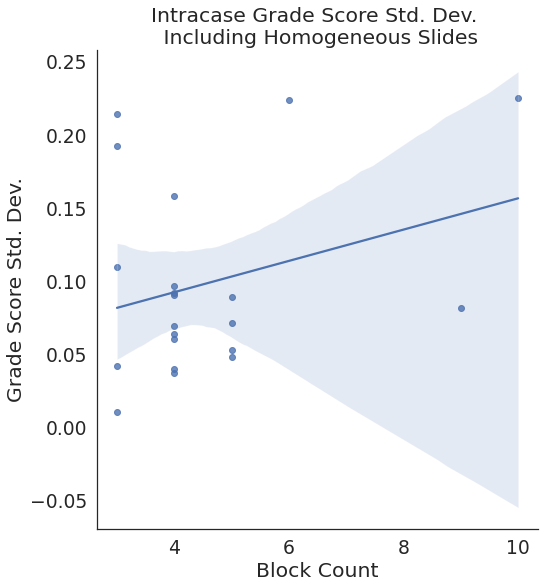 Intracase Grade Score Std. Dev.
Including Homogeneous Slides
0.25
0.20
0.15
0.10
0.05
0.00
−0.05
Grade Score Std. Dev.
4 6 8 10
Block Count